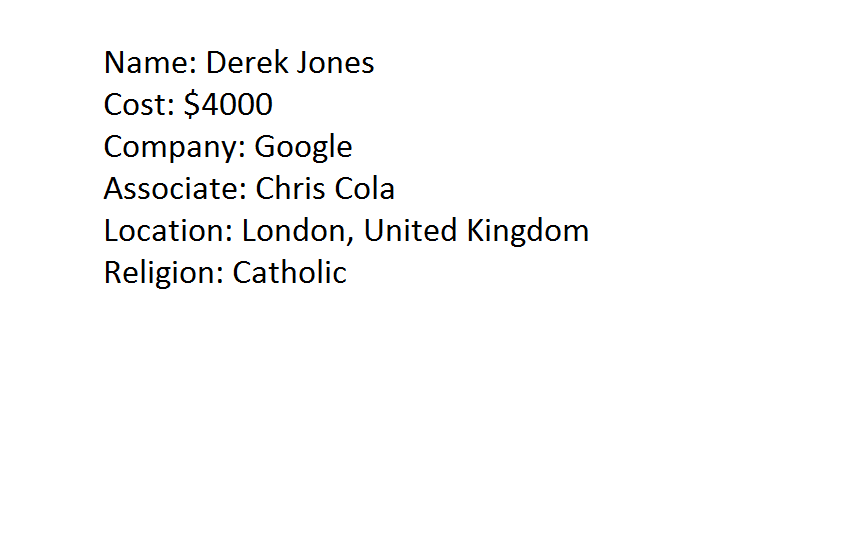 Name: Derek Jones
Cost: $4000
Company: Google
Associate: Chris Cola
Location: London, United Kingdom
Religion: Catholic